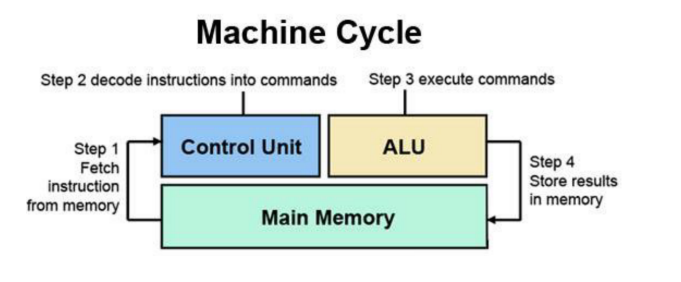 Machine Cycle
Step 2 decode instructions into commands
Step 3 execute commands
Control Unit
ALU
Step 1
Fetch
instruction
from memory
Step 4
Store results
in memory
Main Memory